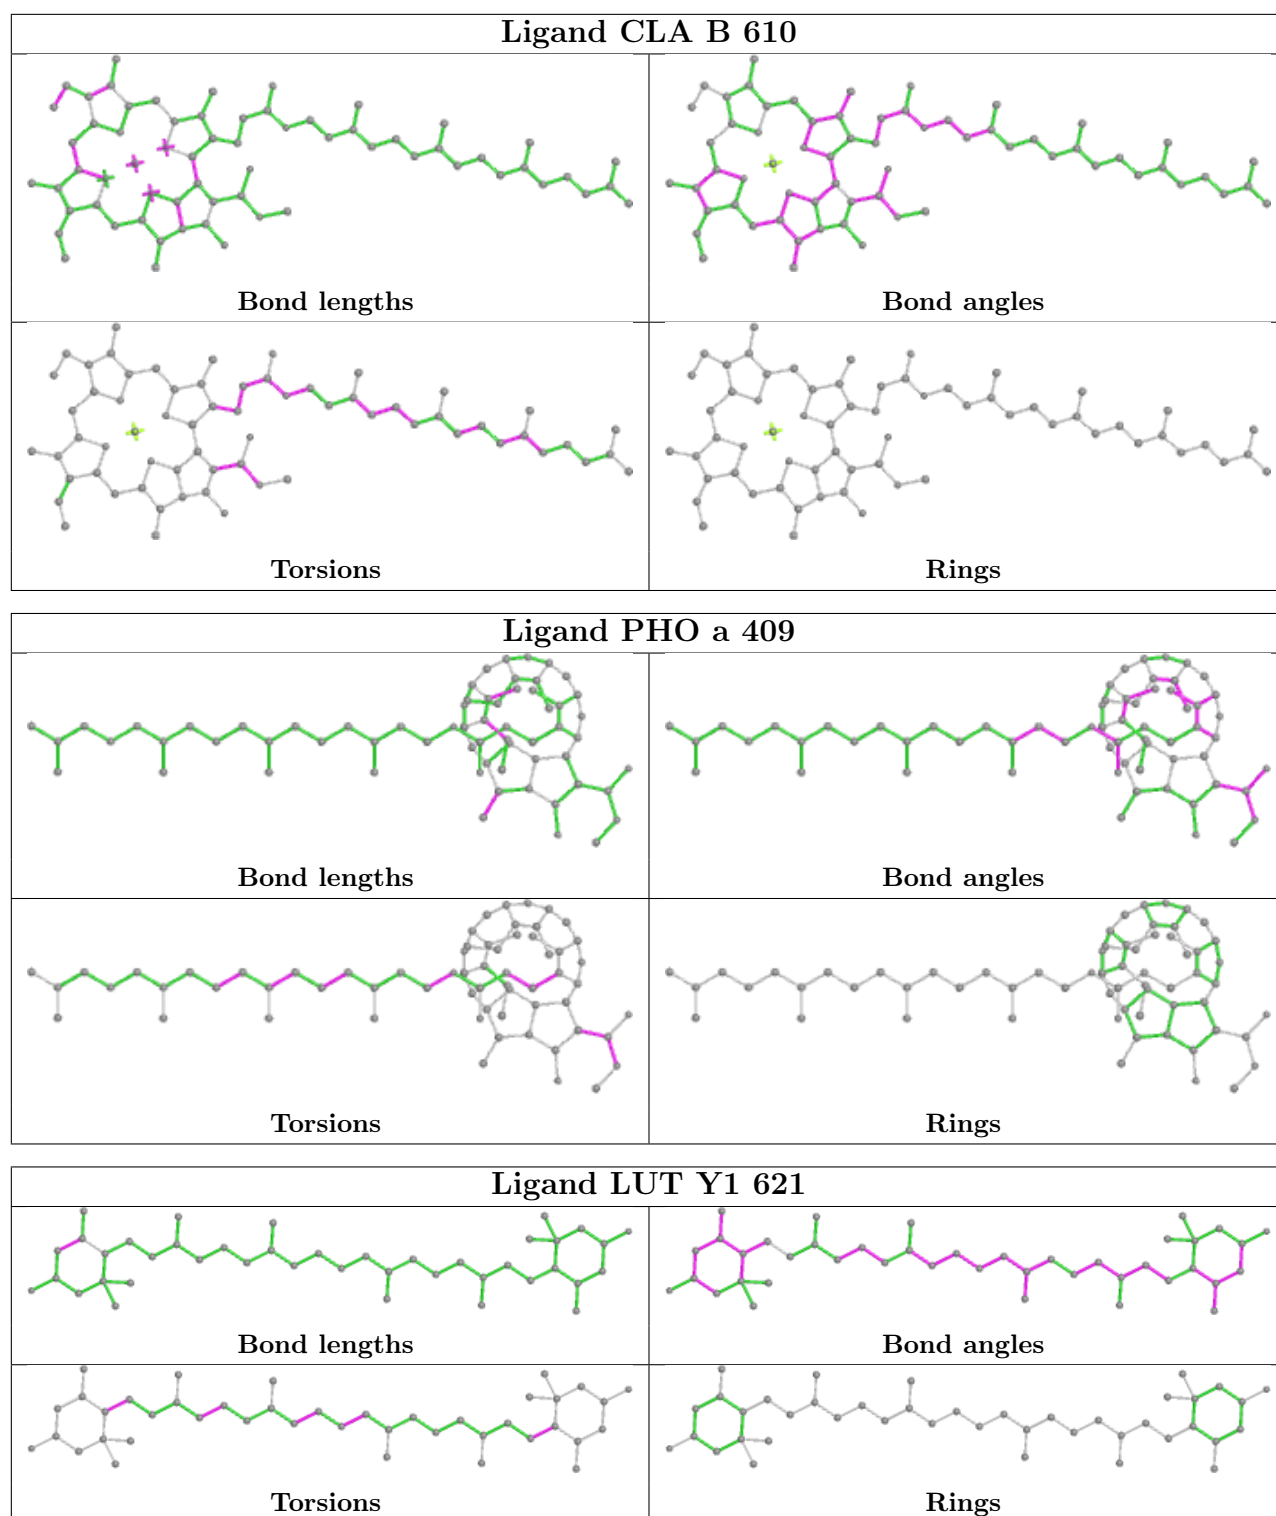 Ligand CLA B 610
Bond lengths
Bond angles
Torsions
Rings
Ligand PHO a 409
Bond lengths
Bond angles
Torsions
Rings
Ligand LUT Y1 621
Bond lengths
Bond angles
Torsions
Rings